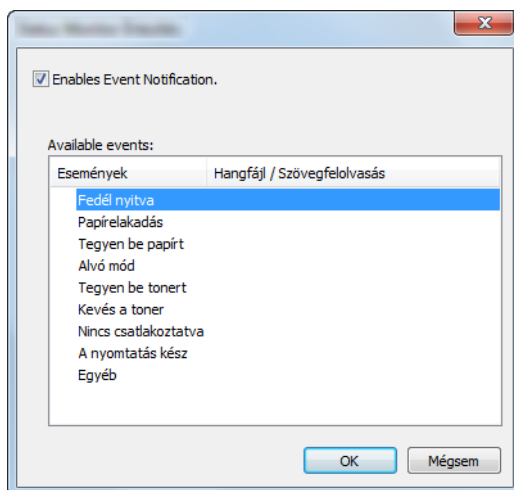 Enables Event Notification.
Available events:
Események Hangfájl / Szövegfelolvasás
Fedél nyitva
Papírelakadás
Tegyen be papírt
Alvó mód
Tegyen be tonert
Kevés a toner
Nincs csatlakoztatva
A nyomtatás kész
Egyéb
OK Mégsem